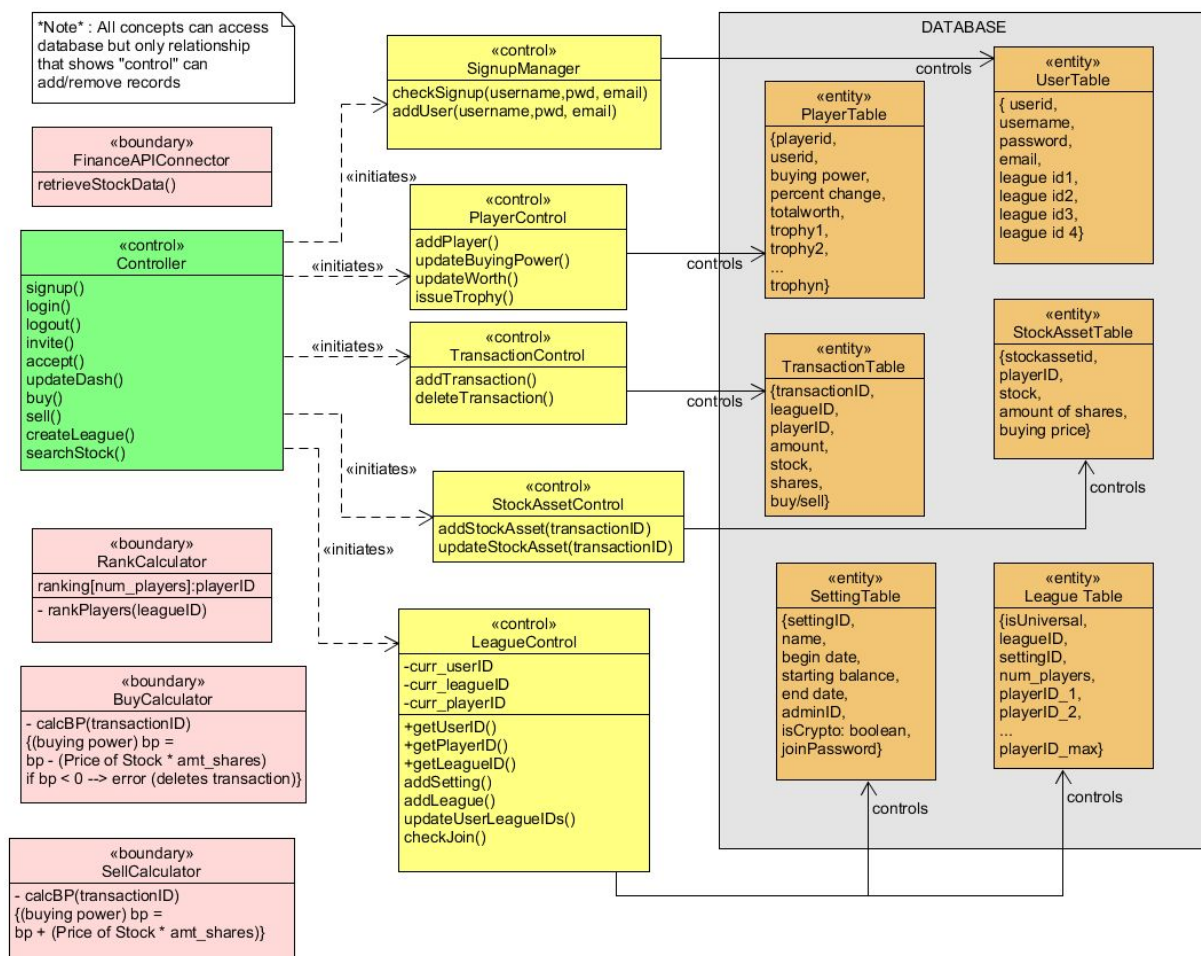 *Note* : All concepts can access
database but only relationship
that shows "control" can
add/remove records
«boundary»
FinanceAPIConnector
retrieveStockData()
«control»
Controller
signup()
login()
logout()
invite()
accept()
updateDash()
buy()
sell()
createLeague()
searchStock()
«boundary»
RankCalculator
ranking[num_players]:playerID
- rankPlayers(leagueID)
«boundary»
BuyCalculator
- calcBP(transactionID)
{(buying power) bp =
bp - (Price of Stock * amt_shares)
if bp < 0 --> error (deletes transaction)}
«boundary»
SellCalculator
- calcBP(transactionID)
{(buying power) bp =
bp + (Price of Stock * amt_shares)}
«initiates»
«initiates»
«initiates»
«initiates»
«initiates»
«control»
SignupManager
checkSignup(username,pwd, email)
addUser(username,pwd, email)
«control»
PlayerControl
addPlayer()
updateBuyingPower()
updateWorth()
issueTrophy()
«control»
TransactionControl
addTransaction()
deleteTransaction()
«control»
StockAssetControl
addStockAsset(transactionID)
updateStockAsset(transactionID)
«control»
LeagueControl
-curr_userID
-curr_leagueID
-curr_playerID
+getUserID()
+getPlayerID()
+getLeagueID()
addSetting()
addLeague()
updateUserLeagueIDs()
checkJoin()
DATABASE
controls
controls
controls
controls
controls
controls
«entity»
PlayerTable
{playerid,
userid,
buying power,
percent change,
totalworth,
trophy1,
trophy2,
...
trophyn}
«entity»
UserTable
{ userid,
username,
password,
email,
league id1,
league id2,
league id3,
league id 4}
«entity»
TransactionTable
{transactionID,
leagueID,
playerID,
amount,
stock,
shares,
buy/sell}
«entity»
StockAssetTable
{stockassetid,
playerID,
stock,
amount of shares,
buying price}
«entity»
SettingTable
{settingID,
name,
begin date,
starting balance,
end date,
adminID,
isCrypto: boolean,
joinPassword}
«entity»
League Table
{isUniversal,
leagueID,
settingID,
num_players,
playerID_1,
playerID_2,
...
playerID_max}